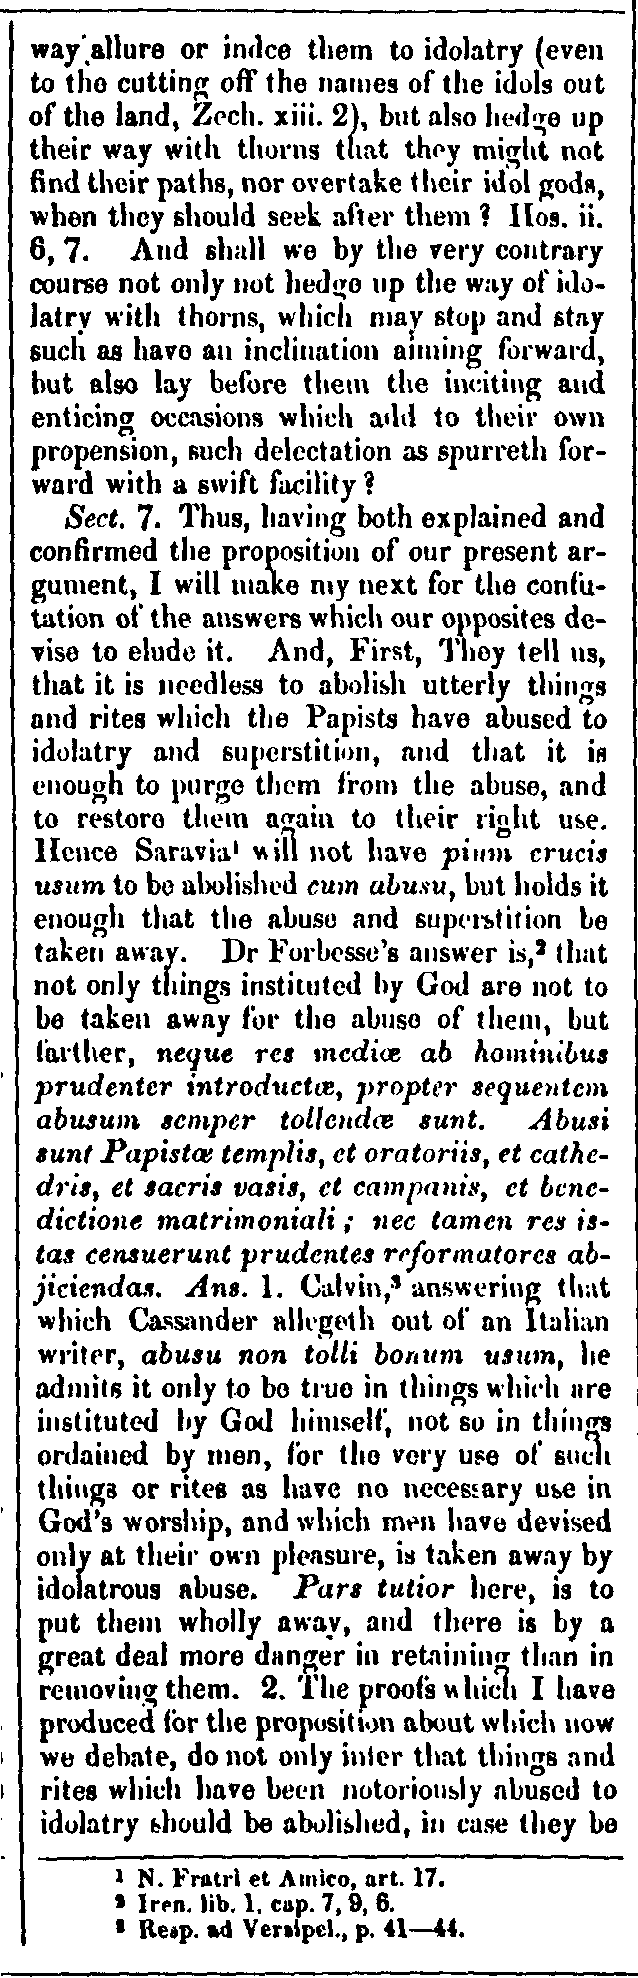 way allure or indce them to idolatry (even
to the cutting off the names of the idols out
of the land, Zech. xiii. 2), but also hedge up
their way with thorns that they might not
find their paths, nor overtake their idol gods,
when they should seek after them? Hos. ii.
6, 7. And shall we by the very contrary
course not only not hedge up the way of ido-
latry with thorns, which may stop and stay
such as have an inclination aiming forward,
but also lay before them the inciting and
enticing occasions which add to their own
propension, such delectation as spurreth for-
ward with a swift facility?
Sect. 7. Thus, having both explained and
confirmed the proposition of our present ar-
gument, I will make my next for the confu-
tation of the answers which our opposites de-
vise to elude it. And, First, They tell us,
that it is needless to abolish utterly things
and rites which the Papists have abused to
idolatry and superstition, and that it is
enough to purge them from the abuse, and
to restore them again to their right use.
Hence Saravia¹ will not have pium crucis
usum to be abolished cum abusu, but holds it
enough that the abuse and superstition be
taken away. Dr Forbesse's answer is,² that
not only things instituted by God are not to
be taken away for the abuse of them, but
farther, neque res mediæ ab hominibus
prudenter introductæ, propter sequentem
abusum semper tollendæ sunt. Abusi
sunt Papistæ templis, et oratoriis, et cathe-
dris, et sacris vasis, et campanis, et bene-
dictione matrimoniali; nec tamen res is-
tas censuerunt prudentes reformatores ab-
jiciendas. Ans. 1. Calvin,³ answering that
which Cassander allegeth out of an Italian
writer, abusu non tolli bonum usum, he
admits it only to be true in things which are
instituted by God himself, not so in things
ordained by men, for the very use of such
things or rites as have no necessary use in
God's worship, and which men have devised
only at their own pleasure, is taken away by
idolatrous abuse. Pars tutior here, is to
put them wholly away, and there is by a
great deal more danger in retaining than in
removing them. 2. The proofs which I have
produced for the proposition about which now
we debate, do not only infer that things and
rites which have been notoriously abused to
idolatry should be abolished, in case they be
¹ N. Fratri et Amico, art. 17.
² Iren. lib. 1, cap. 7, 9, 6.
³ Resp. ad Versipel., p. 41—44.